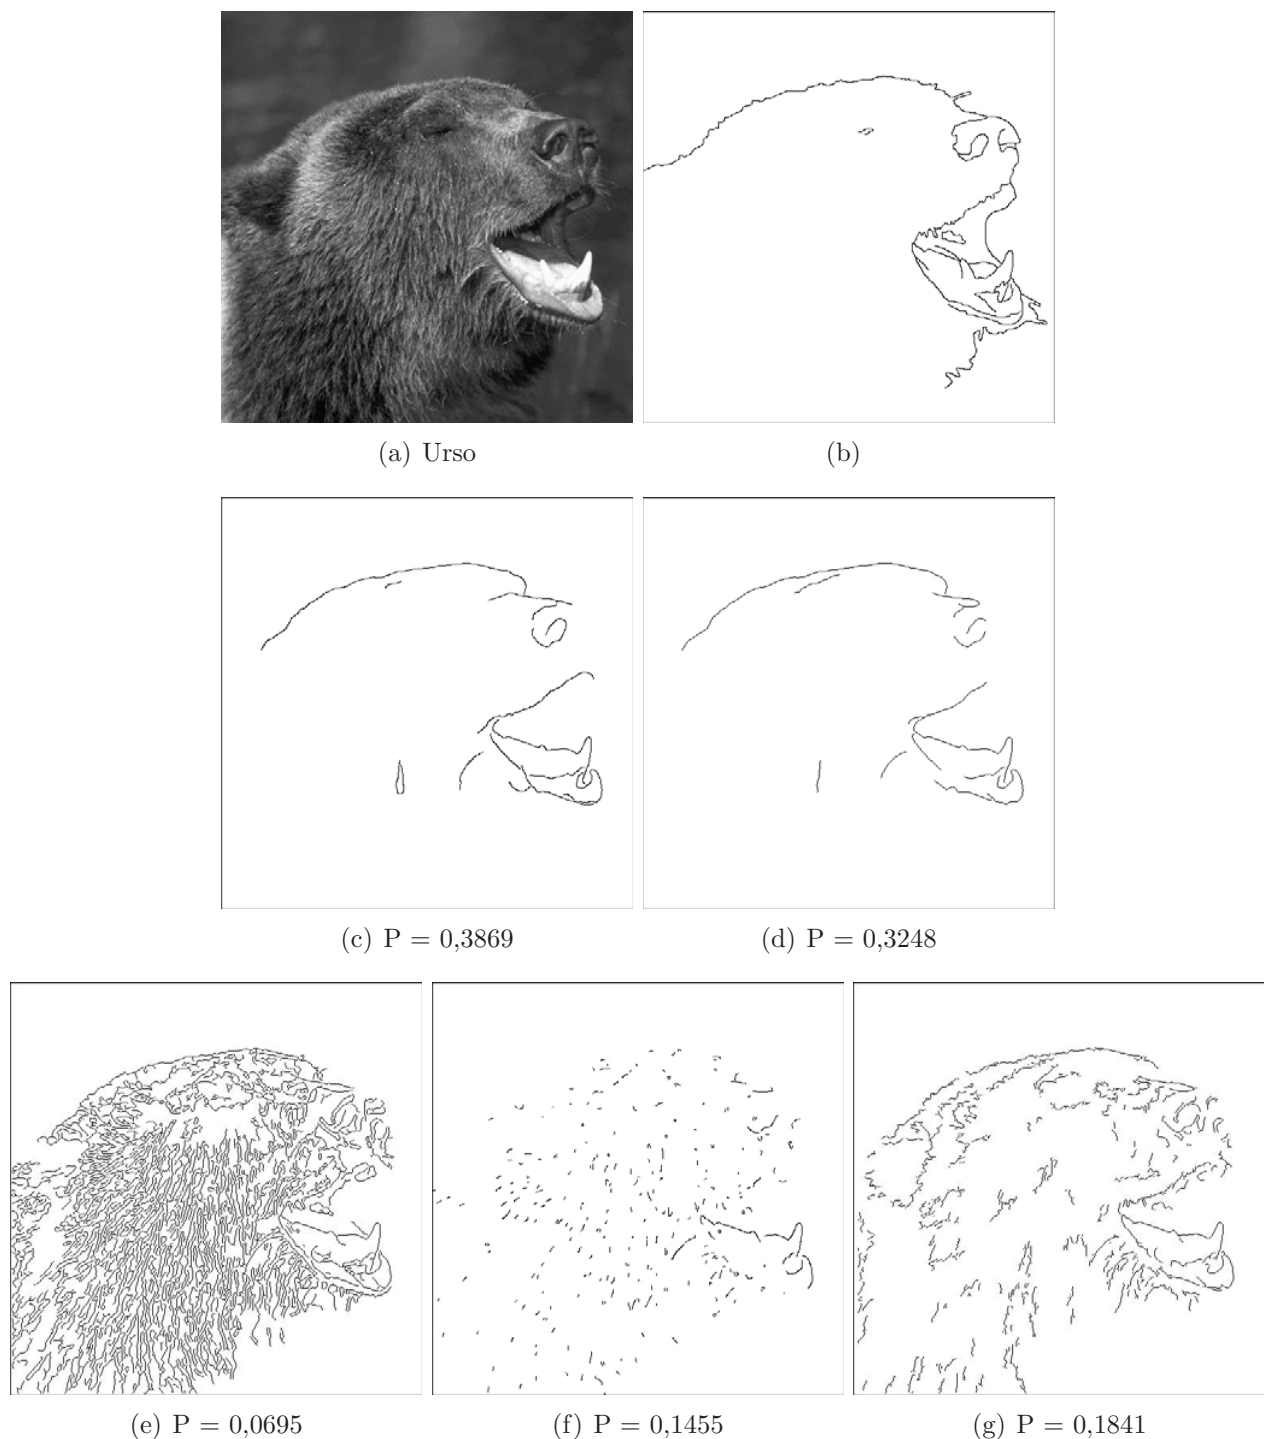 (a) Urso
(b)
(c) P = 0,3869
(d) P = 0,3248
(e) P = 0,0695
(f) P = 0,1455
(g) P = 0,1841